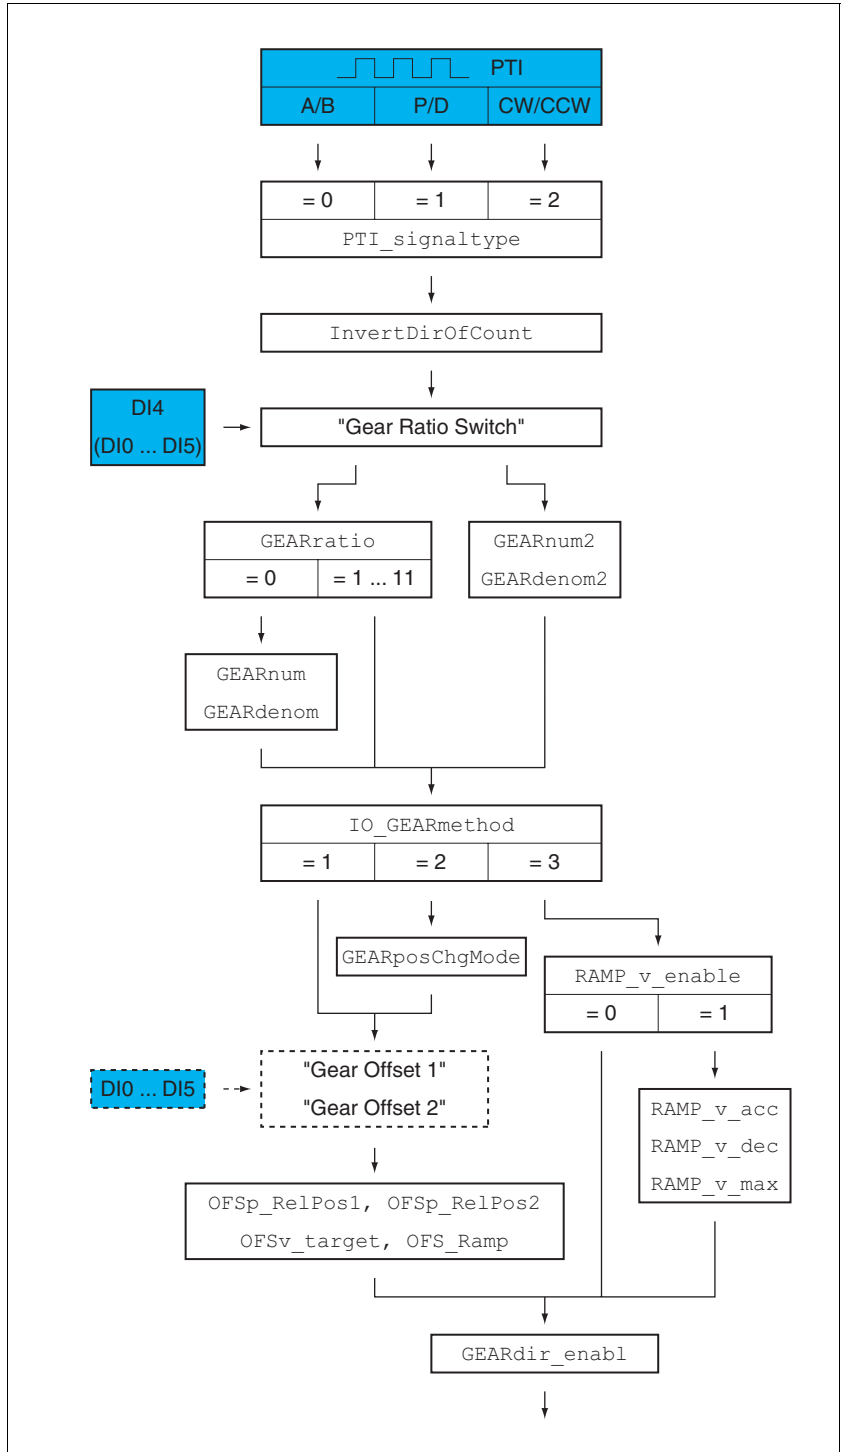 PTI
A/B P/D CW/CCW
= 0 = 1 = 2
PTI_signaltype
InvertDirOfCount
DI4
(DI0 ... DI5)
"Gear Ratio Switch"
GEARratio
= 0 = 1 ... 11
GEARnum2
GEARdenom2
GEARnum
GEARdenom
IO_GEARmethod
= 1 = 2 = 3
GEARposChgMode
RAMP_v_enable
= 0 = 1
DI0 ... DI5
"Gear Offset 1"
"Gear Offset 2"
RAMP_v_acc
RAMP_v_dec
RAMP_v_max
OFSp_RelPos1, OFSp_RelPos2
OFSv_target, OFS_Ramp
GEARdir_enabl